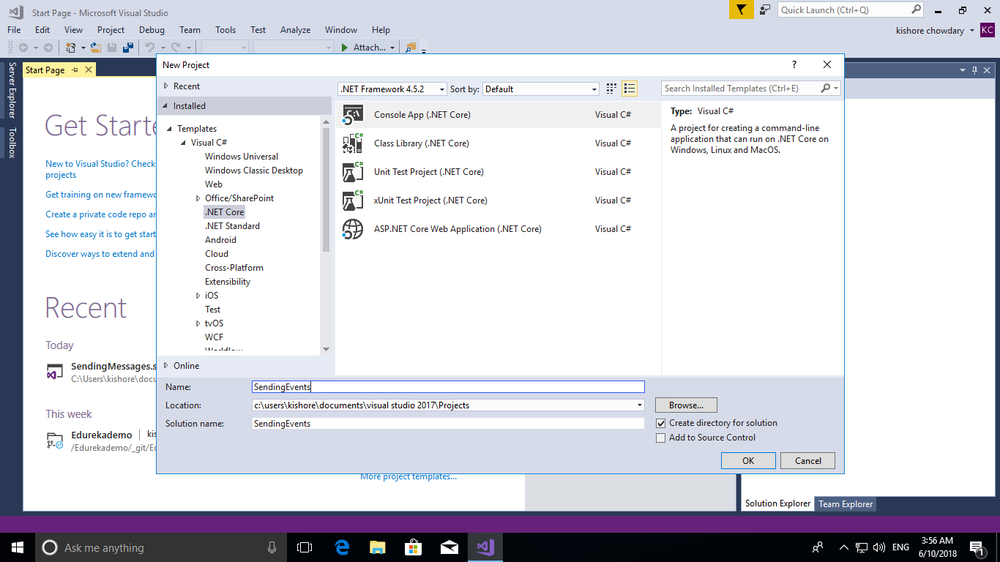 Start Page - Microsoft Visual Studio
Quick Launch (Ctrl+Q)
File Edit View Project Debug Team Tools Test Analyze Window Help
kishore chowdary KC
Attach...
Server Explorer
Toolbox
Start Page
Get Starte
New to Visual Studio? Check
projects
Get training on new framewo
Create a private code repo an
See how easy it is to get start
Discover ways to extend and
Recent
Today
SendingMessages.s
C:\Users\kishore\docu
This week
Edurekademo kis
/Edurekademo/_git/Ed
More project templates...
New Project
?
Recent
Installed
Templates
Visual C#
Windows Universal
Windows Classic Desktop
Web
Office/SharePoint
.NET Core
.NET Standard
Android
Cloud
Cross-Platform
Extensibility
iOS
Test
tvOS
WCF
Workflow
Online
.NET Framework 4.5.2 Sort by: Default
Console App (.NET Core) Visual C#
Class Library (.NET Core) Visual C#
Unit Test Project (.NET Core) Visual C#
xUnit Test Project (.NET Core) Visual C#
ASP.NET Core Web Application (.NET Core) Visual C#
Search Installed Templates (Ctrl+E)
Type: Visual C#
A project for creating a command-line
application that can run on .NET Core on
Windows, Linux and MacOS.
Name: SendingEvents
Location: c:\users\kishore\documents\visual studio 2017\Projects
Browse...
Solution name: SendingEvents
Create directory for solution
Add to Source Control
OK Cancel
Solution Explorer Team Explorer
Ask me anything
ENG
3:56 AM
6/10/2018
1